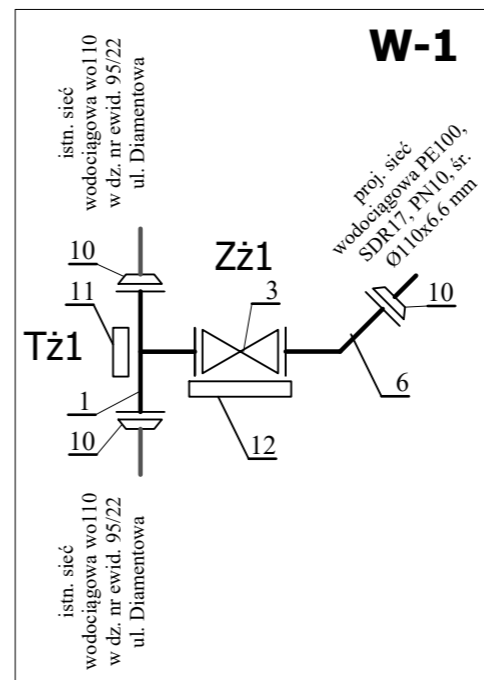 W-1
istn. sieć
wodociągowa wo110
w dz. nr ewid. 95/22
ul. Diamentowa
proj. sieć
wodociągowa PE100,
SDR17, PN10, śr.
Ø110x6.6 mm
10
Zż1
11
3
10
Tż1
1
6
10
12
istn. sieć
wodociągowa wo110
w dz. nr ewid. 95/22
ul. Diamentowa